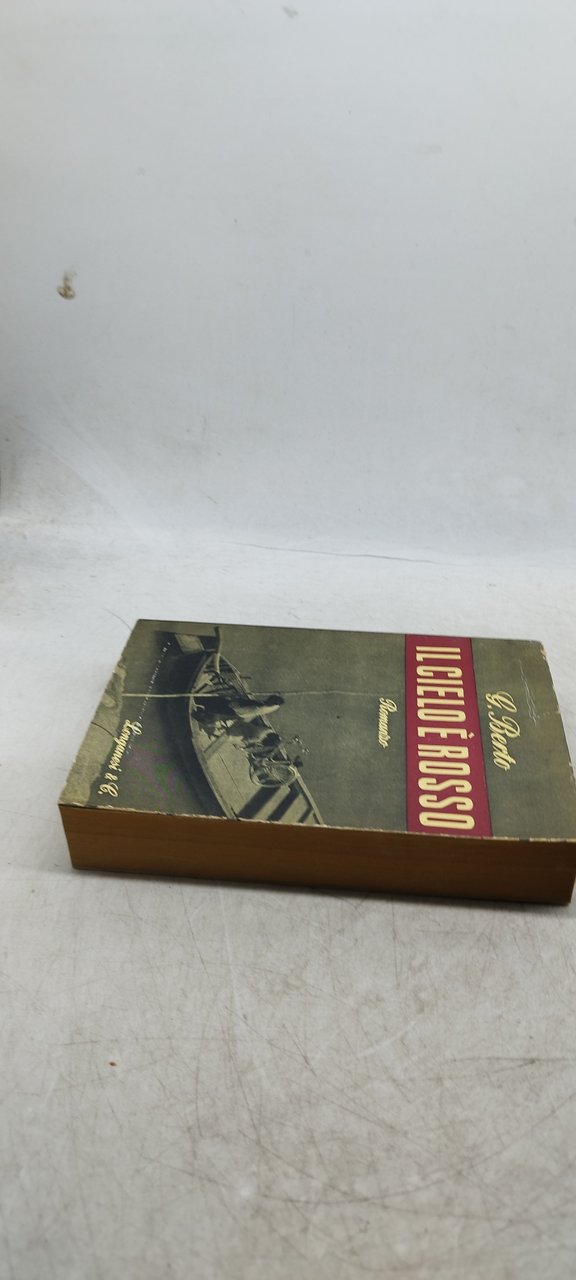 G. Berto
IL CIELO È ROSSO
Romanzo
Longanesi & C.